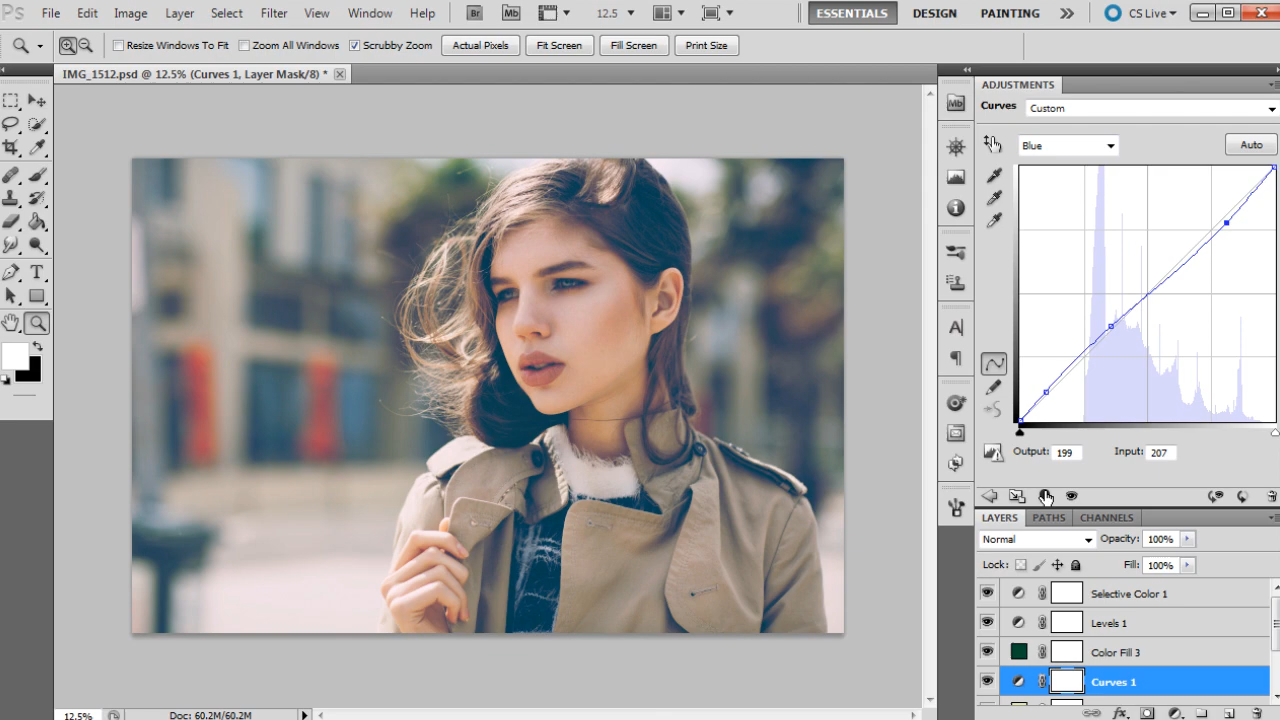 Ps File Edit Image Layer Select Filter View Window Help Br Mb 12.5 ESSENTIALS DESIGN PAINTING CS Live
Resize Windows To Fit Zoom All Windows Scrubby Zoom Actual Pixels Fit Screen Fill Screen Print Size
IMG_1512.psd @ 12.5% (Curves 1, Layer Mask/8) *
ADJUSTMENTS
Mb
Curves Custom
Blue Auto
T
A
Output: 199 Input: 207
LAYERS PATHS CHANNELS
Normal Opacity: 100%
Lock: Fill: 100%
Selective Color 1
Levels 1
Color Fill 3
Curves 1
12.5% Doc: 60.2M/60.2M
fx